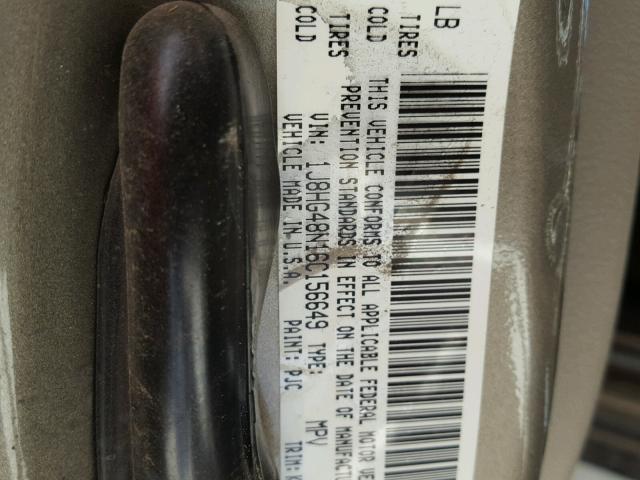 LB
TIRES
COLD THIS VEHICLE CONFORMS TO ALL APPLICABLE FEDERAL MOTOR VE
TIRES PREVENTION STANDARDS IN EFFECT ON THE DATE OF MANUFACTU
COLD VIN: 1J8HG48N16C156649 TYPE: MPV
VEHICLE MADE IN U.S.A. PAINT: PJC TRIM: K